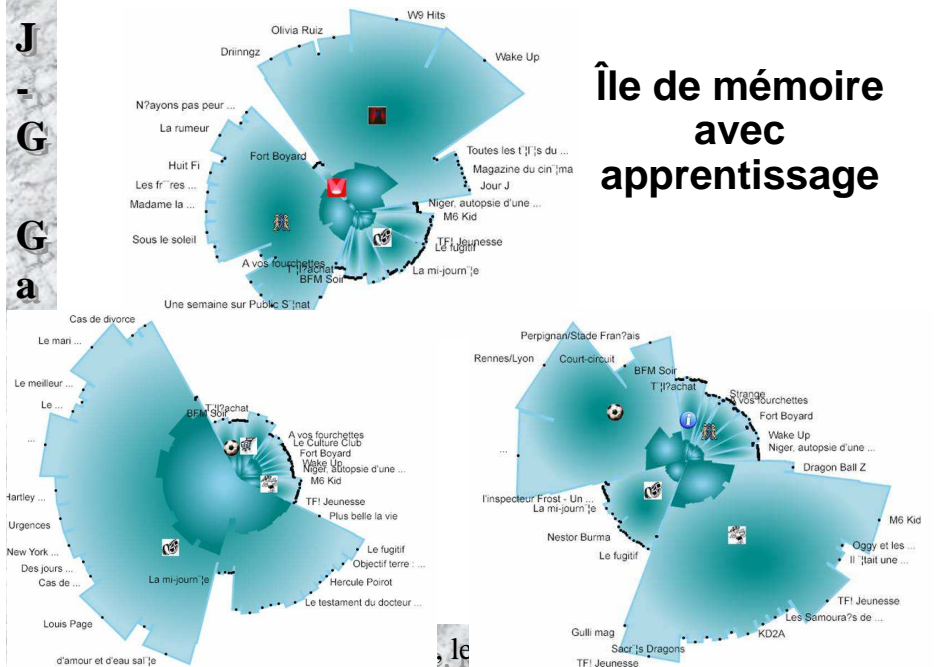 J
-
G
G
a
Île de mémoire
avec
apprentissage
W9 Hits
Olivia Ruiz
Driinngz
Wake Up
N?ayons pas peur ...
La rumeur
Fort Boyard
Huit Fi
Les fr¨res ...
Madame la ...
Sous le soleil
Toutes les t¨¦l¨¦s du ...
Magazine du cin¨¦ma
Jour J
Niger, autopsie d'une ...
M6 Kid
TF! Jeunesse
Le fugitif
La mi-journ¨¦e
A vos fourchettes
T¨¦l?achat
BFM Soir
Une semaine sur Public S¨¦nat
Cas de divorce
Le mari ...
Le meilleur ...
Le ...
...
Hartley ...
Urgences
New York ...
Des jours ...
Cas de ...
Louis Page
d'amour et d'eau sal¨¦e
La mi-journ¨¦e
T¨¦l?achat
BFM Soir
A vos fourchettes
Le Culture Club
Fort Boyard
Wake Up
Niger, autopsie d'une ...
M6 Kid
TF! Jeunesse
Plus belle la vie
Le fugitif
Objectif terre : ...
Hercule Poirot
Le testament du docteur ...
Perpignan/Stade Fran?ais
Rennes/Lyon
Court-circuit
BFM Soir
T¨¦l?achat
Strange
A vos fourchettes
Fort Boyard
Wake Up
Niger, autopsie d'une ...
Dragon Ball Z
...
l'inspecteur Frost - Un ...
La mi-journ¨¦e
Nestor Burma
Le fugitif
M6 Kid
Oggy et les ...
Il ¨¦tait une ...
TF! Jeunesse
Les Samoura?s de ...
KD2A
Gulli mag
Sacr¨¦s Dragons
TF! Jeunesse
, le